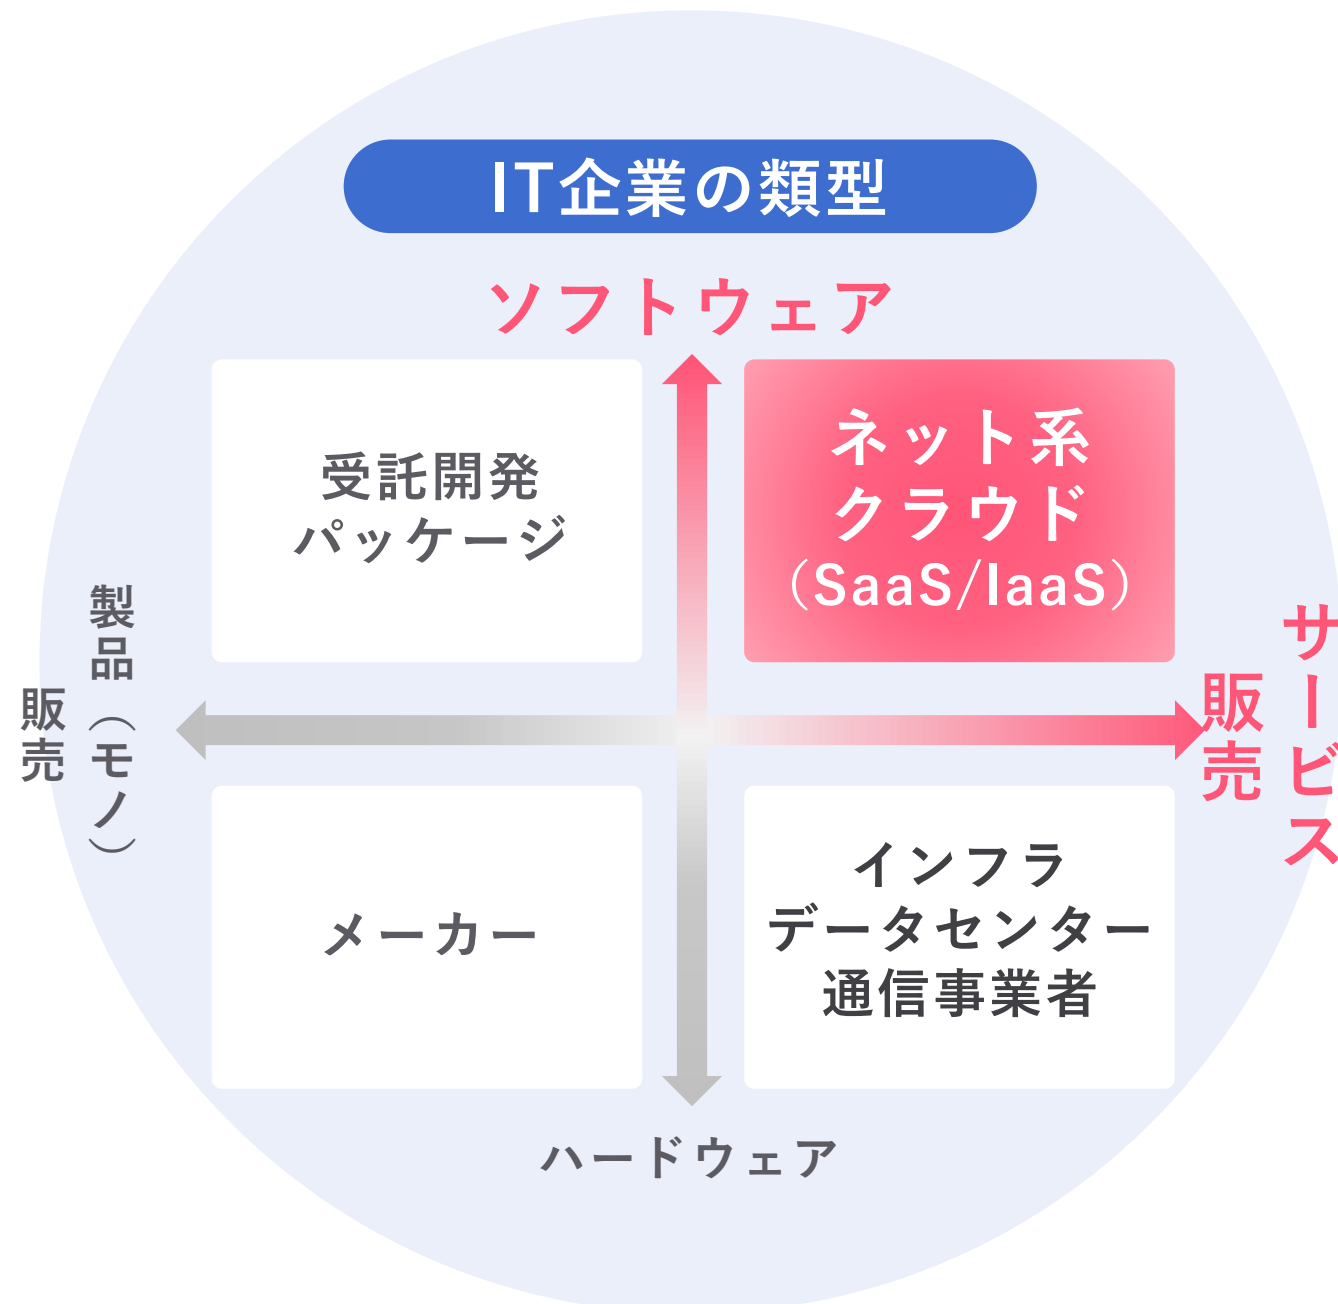 IT企業の類型
ソフトウェア
受託開発
パッケージ
ネット系
クラウド
（SaaS/IaaS）
製品（モノ）
販売
サービス
販売
メーカー
インフラ
データセンター
通信事業者
ハードウェア